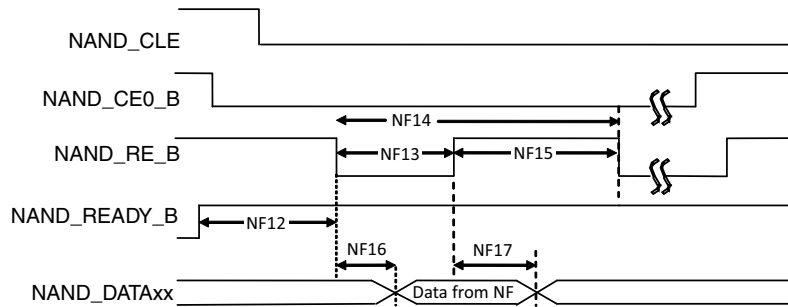 NAND_CLE
NAND_CE0_B
NF14
NAND_RE_B
NF13
NF15
NAND_READY_B
NF12
NF16
NF17
NAND_DATAxx
Data from NF